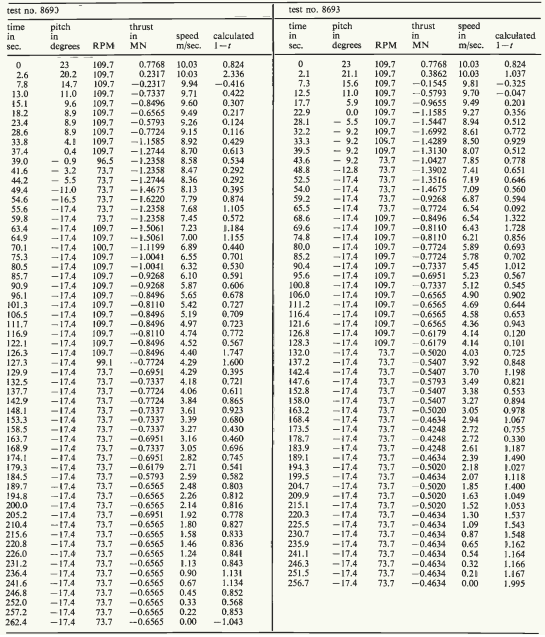 test no. 8690
time in sec. pitch in degrees RPM thrust in MN speed m/sec. calculated 1−t
0 23 109.7 0.7768 10.03 0.824
2.6 20.2 109.7 0.2317 10.03 2.336
7.8 14.7 109.7 −0.2317 9.94 −0.416
13.0 11.0 109.7 −0.7337 9.71 0.422
15.1 9.6 109.7 −0.8496 9.60 0.307
18.2 8.9 109.7 −0.6565 9.49 0.217
23.4 8.9 109.7 −0.5793 9.26 0.124
28.6 8.9 109.7 −0.7724 9.15 0.116
33.8 4.1 109.7 −1.1585 8.92 0.429
37.4 0.4 109.7 −1.2744 8.70 0.613
39.0 − 0.9 96.5 −1.2358 8.58 0.534
41.6 − 3.2 73.7 −1.2358 8.47 0.292
44.2 − 5.5 73.7 −1.2744 8.36 0.292
49.4 −11.0 73.7 −1.4675 8.13 0.395
54.6 −16.5 73.7 −1.6220 7.79 0.874
55.6 −17.4 73.7 −1.2358 7.68 1.105
59.8 −17.4 73.7 −1.2358 7.45 0.572
63.4 −17.4 109.7 −1.5061 7.23 1.184
64.9 −17.4 109.7 −1.5061 7.00 1.155
70.1 −17.4 100.7 −1.1199 6.89 0.440
75.3 −17.4 109.7 −1.0041 6.55 0.701
80.5 −17.4 109.7 −1.0041 6.32 0.530
85.7 −17.4 109.7 −0.9268 6.10 0.591
90.9 −17.4 109.7 −0.9268 5.87 0.606
96.1 −17.4 109.7 −0.8496 5.65 0.678
101.3 −17.4 109.7 −0.8110 5.42 0.727
106.5 −17.4 109.7 −0.8496 5.19 0.709
111.7 −17.4 109.7 −0.8496 4.97 0.723
116.9 −17.4 109.7 −0.8110 4.74 0.772
122.1 −17.4 109.7 −0.8496 4.52 0.567
126.3 −17.4 109.7 −0.8496 4.40 1.747
127.3 −17.4 99.1 −0.7724 4.29 1.600
129.9 −17.4 73.7 −0.6951 4.29 0.395
132.5 −17.4 73.7 −0.7337 4.18 0.721
137.7 −17.4 73.7 −0.7724 4.06 0.611
142.9 −17.4 73.7 −0.7724 3.84 0.865
148.1 −17.4 73.7 −0.7337 3.61 0.923
153.3 −17.4 73.7 −0.7337 3.39 0.680
158.5 −17.4 73.7 −0.7337 3.27 0.430
163.7 −17.4 73.7 −0.6951 3.16 0.460
168.9 −17.4 73.7 −0.7337 3.05 0.696
174.1 −17.4 73.7 −0.6951 2.82 0.745
179.3 −17.4 73.7 −0.6179 2.71 0.541
184.5 −17.4 73.7 −0.5793 2.59 0.582
189.7 −17.4 73.7 −0.6565 2.48 0.803
194.8 −17.4 73.7 −0.6565 2.26 0.812
200.0 −17.4 73.7 −0.6565 2.14 0.816
205.2 −17.4 73.7 −0.6951 1.92 0.778
210.4 −17.4 73.7 −0.6565 1.80 0.827
215.6 −17.4 73.7 −0.6565 1.58 0.833
220.8 −17.4 73.7 −0.6565 1.46 0.836
226.0 −17.4 73.7 −0.6565 1.24 0.841
231.2 −17.4 73.7 −0.6565 1.13 0.843
236.4 −17.4 73.7 −0.6565 0.90 1.131
241.6 −17.4 73.7 −0.6565 0.67 1.134
246.8 −17.4 73.7 −0.6565 0.45 0.852
252.0 −17.4 73.7 −0.6565 0.33 0.568
257.2 −17.4 73.7 −0.6565 0.22 0.853
262.4 −17.4 73.7 −0.6565 0.00 −1.043
test no. 8693
time in sec. pitch in degrees RPM thrust in MN speed m/sec. calculated 1−t
0 23 109.7 0.7768 10.03 0.824
2.1 21.1 109.7 0.3862 10.03 1.037
7.3 15.6 109.7 −0.1545 9.81 −0.325
12.5 11.0 109.7 −0.5793 9.70 −0.047
17.7 5.9 109.7 −0.9655 9.49 0.201
22.9 0.0 109.7 −1.1585 9.27 0.356
28.1 − 5.5 109.7 −1.5447 8.94 0.512
32.2 − 9.2 109.7 −1.6992 8.61 0.772
33.3 − 9.2 109.7 −1.4289 8.50 0.929
39.5 − 9.2 109.7 −1.3130 8.07 0.512
43.6 − 9.2 73.7 −1.0427 7.85 0.778
48.8 −12.8 73.7 −1.3902 7.41 0.651
52.5 −17.4 73.7 −1.3516 7.19 0.646
54.0 −17.4 73.7 −1.4675 7.09 0.560
59.2 −17.4 73.7 −0.9268 6.87 0.594
65.5 −17.4 73.7 −0.7724 6.54 0.092
68.6 −17.4 109.7 −0.8496 6.54 1.322
69.6 −17.4 109.7 −0.8110 6.43 1.728
74.8 −17.4 109.7 −0.8110 6.21 0.856
80.0 −17.4 109.7 −0.7724 5.89 0.693
85.2 −17.4 109.7 −0.7724 5.78 0.702
90.4 −17.4 109.7 −0.7337 5.45 1.012
95.6 −17.4 109.7 −0.6951 5.23 0.567
100.8 −17.4 109.7 −0.7337 5.12 0.545
106.0 −17.4 109.7 −0.6565 4.90 0.902
111.2 −17.4 109.7 −0.6565 4.69 0.644
116.4 −17.4 109.7 −0.6565 4.58 0.653
121.6 −17.4 109.7 −0.6565 4.36 0.943
126.8 −17.4 109.7 −0.6179 4.14 0.120
128.3 −17.4 109.7 −0.6179 4.14 0.101
132.0 −17.4 73.7 −0.5020 4.03 0.725
137.2 −17.4 73.7 −0.5407 3.92 0.848
142.4 −17.4 73.7 −0.5407 3.70 1.198
147.6 −17.4 73.7 −0.5793 3.49 0.821
152.8 −17.4 73.7 −0.5407 3.38 0.553
158.0 −17.4 73.7 −0.5407 3.27 0.894
163.2 −17.4 73.7 −0.5020 3.05 0.978
168.4 −17.4 73.7 −0.4634 2.94 1.067
173.5 −17.4 73.7 −0.4248 2.72 0.755
178.7 −17.4 73.7 −0.4248 2.72 0.330
183.9 −17.4 73.7 −0.4248 2.61 1.187
189.1 −17.4 73.7 −0.4634 2.39 1.490
194.3 −17.4 73.7 −0.5020 2.18 1.027
199.5 −17.4 73.7 −0.4634 2.07 1.118
204.7 −17.4 73.7 −0.5020 1.85 1.400
209.9 −17.4 73.7 −0.5020 1.63 1.049
215.1 −17.4 73.7 −0.5020 1.52 1.053
220.3 −17.4 73.7 −0.4634 1.30 1.537
225.5 −17.4 73.7 −0.4634 1.09 1.543
230.7 −17.4 73.7 −0.4634 0.87 1.548
235.9 −17.4 73.7 −0.4634 0.65 1.162
241.1 −17.4 73.7 −0.4634 0.54 1.164
246.3 −17.4 73.7 −0.4634 0.32 1.166
251.5 −17.4 73.7 −0.4634 0.21 1.167
256.7 −17.4 73.7 −0.4634 0.00 1.995